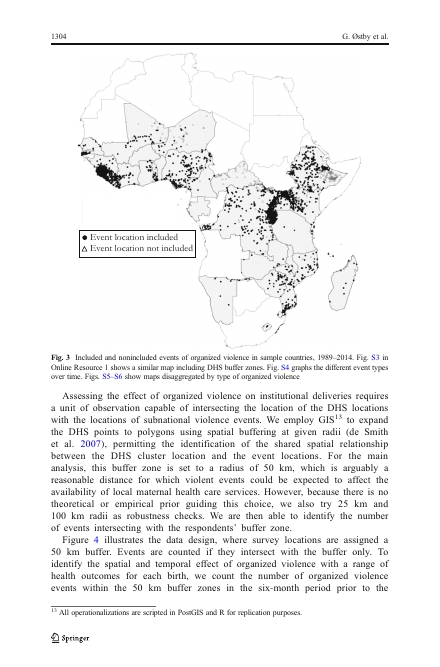 1304 G. Østby et al.
● Event location included
△ Event location not included
Fig. 3 Included and nonincluded events of organized violence in sample countries, 1989–2014. Fig. S3 in
Online Resource 1 shows a similar map including DHS buffer zones. Fig. S4 graphs the different event types
over time. Figs. S5–S6 show maps disaggregated by type of organized violence
Assessing the effect of organized violence on institutional deliveries requires
a unit of observation capable of intersecting the location of the DHS locations
with the locations of subnational violence events. We employ GIS13 to expand
the DHS points to polygons using spatial buffering at given radii (de Smith
et al. 2007), permitting the identification of the shared spatial relationship
between the DHS cluster location and the event locations. For the main
analysis, this buffer zone is set to a radius of 50 km, which is arguably a
reasonable distance for which violent events could be expected to affect the
availability of local maternal health care services. However, because there is no
theoretical or empirical prior guiding this choice, we also try 25 km and
100 km radii as robustness checks. We are then able to identify the number
of events intersecting with the respondents' buffer zone.
Figure 4 illustrates the data design, where survey locations are assigned a
50 km buffer. Events are counted if they intersect with the buffer only. To
identify the spatial and temporal effect of organized violence with a range of
health outcomes for each birth, we count the number of organized violence
events within the 50 km buffer zones in the six-month period prior to the
13 All operationalizations are scripted in PostGIS and R for replication purposes.
Springer